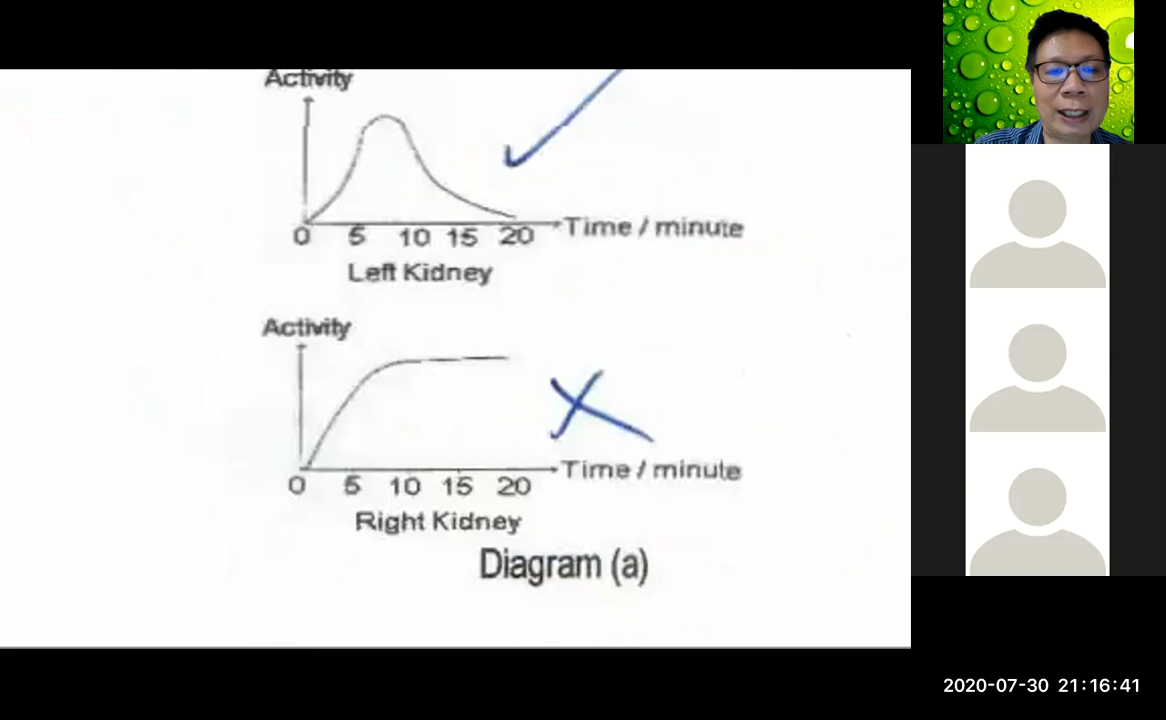 Activity
0 5 10 15 20 Time / minute
Left Kidney
Activity
0 5 10 15 20 Time / minute
Right Kidney
Diagram (a)
2020-07-30 21:16:41